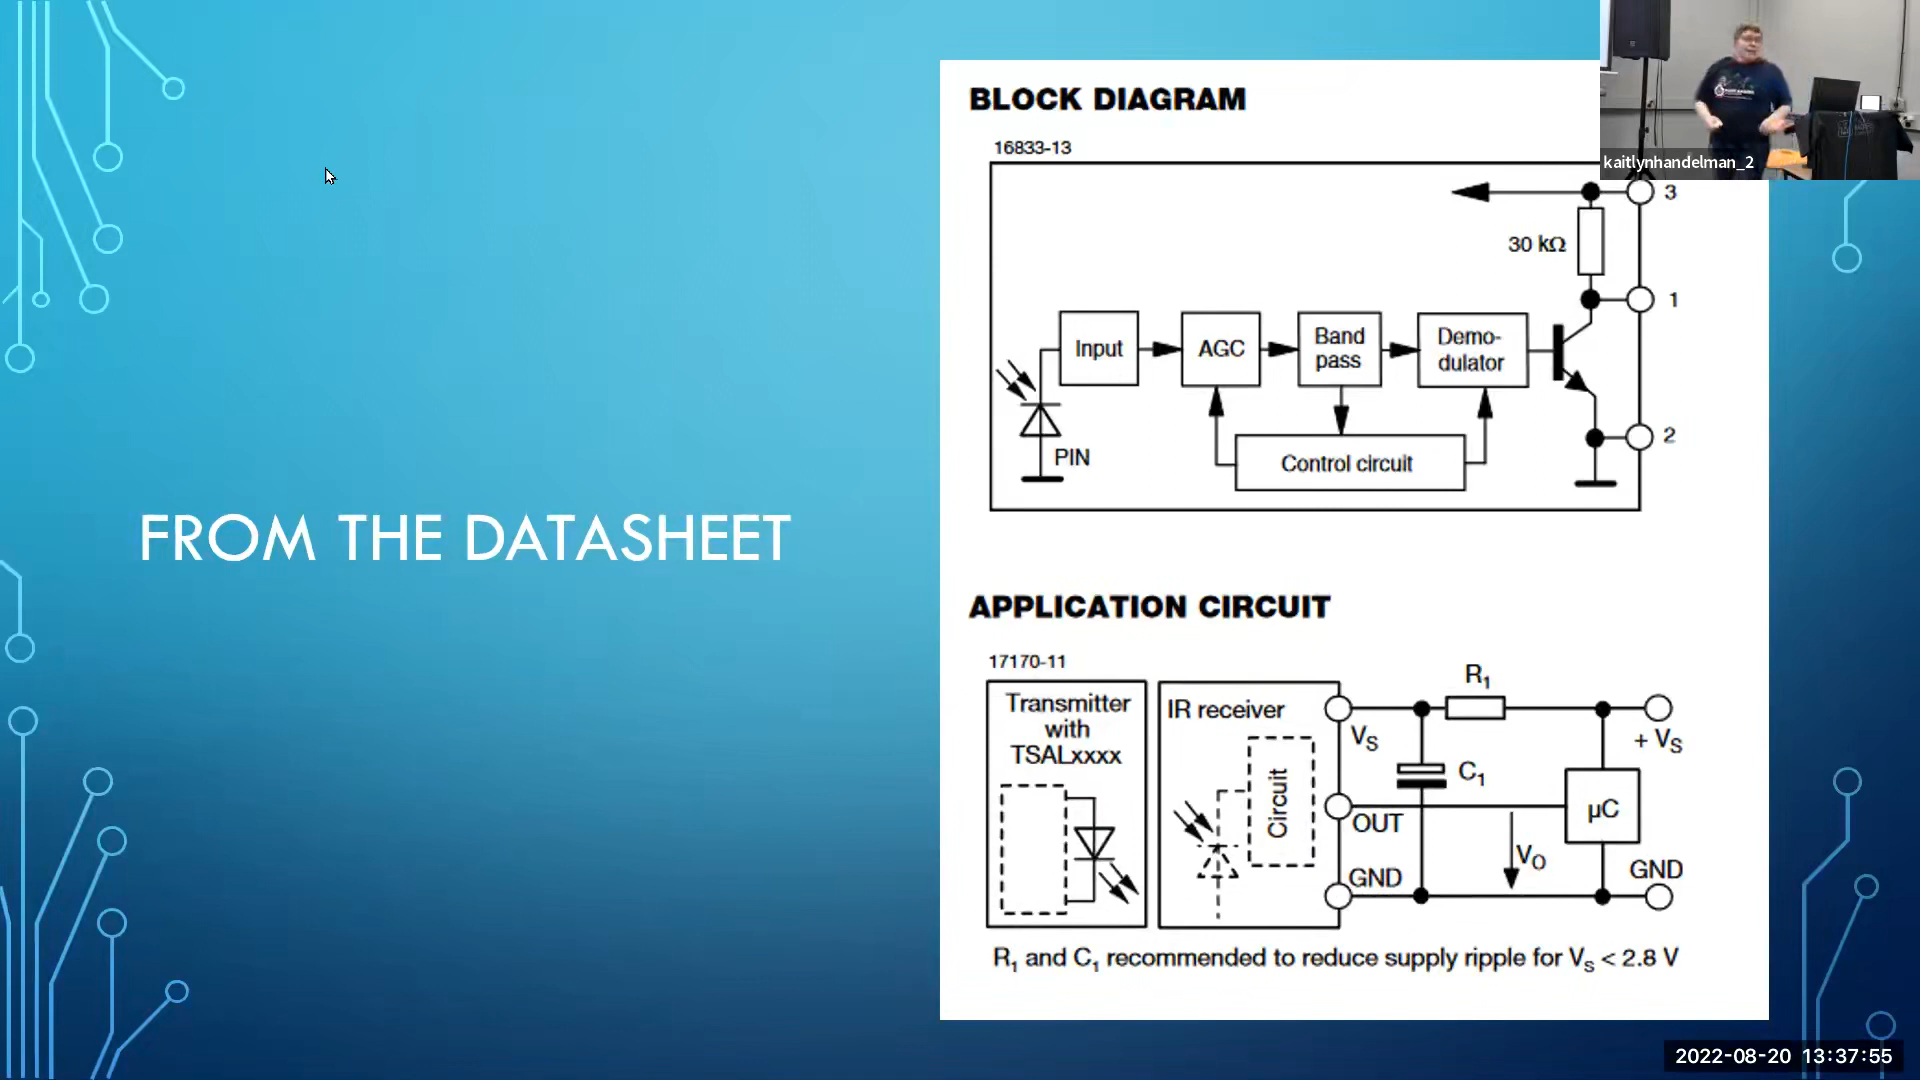 FROM THE DATASHEET
BLOCK DIAGRAM
16833-13
3
30 kΩ
1
Input
AGC
Band
pass
Demo-
dulator
PIN
Control circuit
2
APPLICATION CIRCUIT
17170-11
Transmitter
with
TSALxxxx
IR receiver
Circuit
VS
OUT
GND
R1
C1
+ VS
µC
VO
GND
R1 and C1 recommended to reduce supply ripple for VS < 2.8 V
kaitlynhandelman_2
2022-08-20 13:37:55